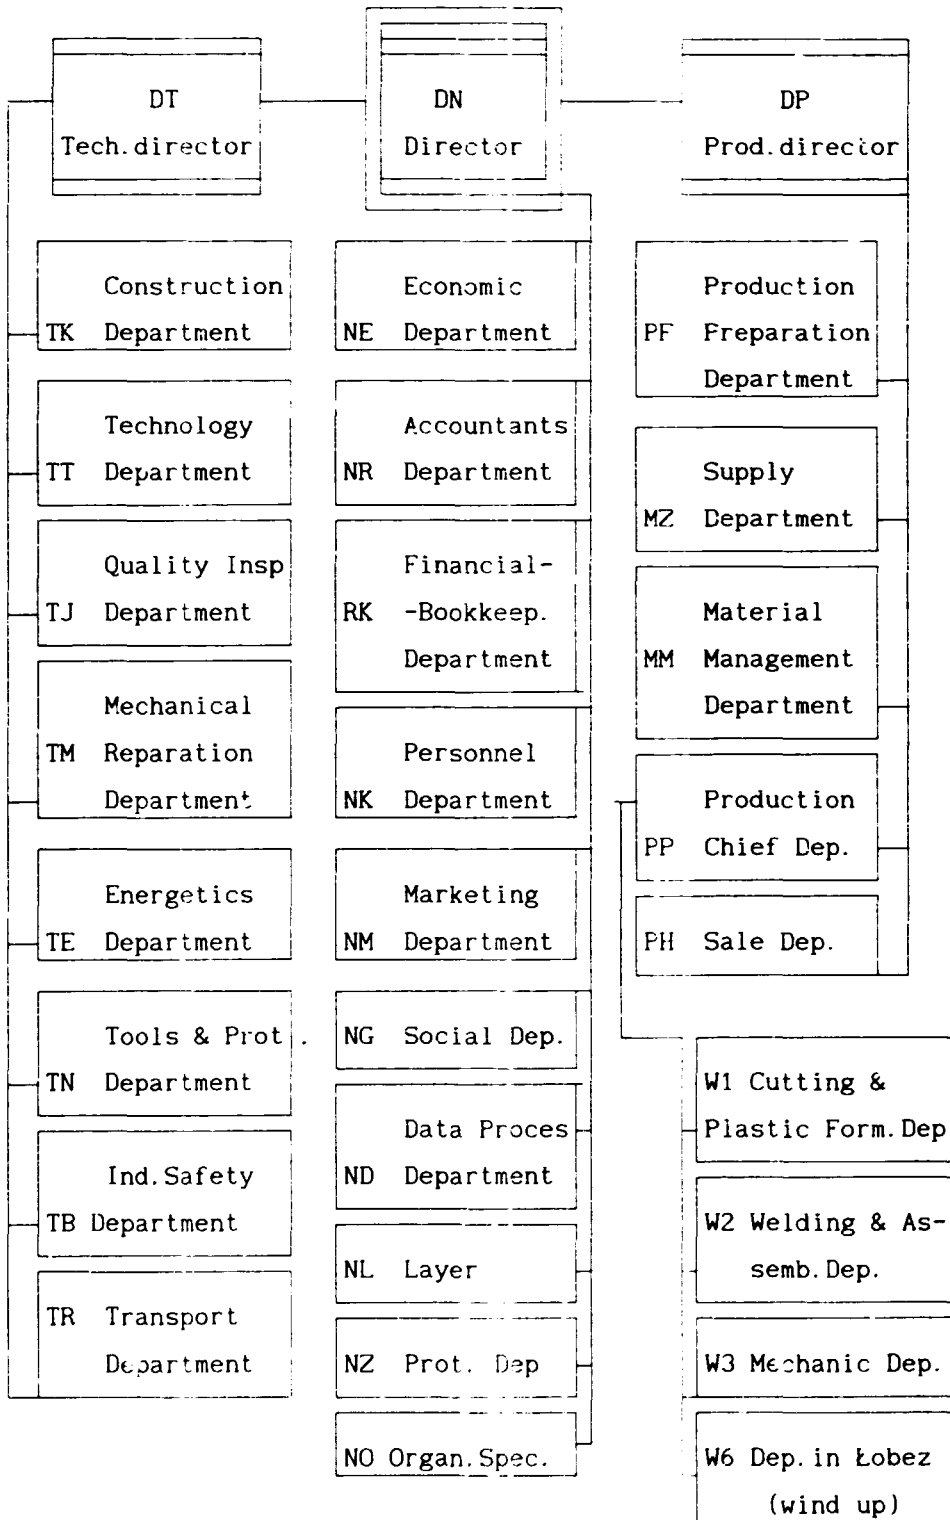 DT
Tech.director
DN
Director
DP
Prod.director
Construction
TK Department
Technology
TT Department
Quality Insp
TJ Department
Mechanical
TM Reparation
Department
Energetics
TE Department
Tools & Prot.
TN Department
Ind.Safety
TB Department
TR Transport
Department
Economic
NE Department
Accountants
NR Department
Financial-
RK -Bookkeep.
Department
Personnel
NK Department
Marketing
NM Department
NG Social Dep.
Data Proces
ND Department
NL Layer
NZ Prot. Dep
NO Organ.Spec.
Production
PF Preparation
Department
Supply
MZ Department
Material
MM Management
Department
Production
PP Chief Dep.
PH Sale Dep.
W1 Cutting &
Plastic Form.Dep
W2 Welding & As-
semb.Dep.
W3 Mechanic Dep.
W6 Dep.in Łobez
(wind up)